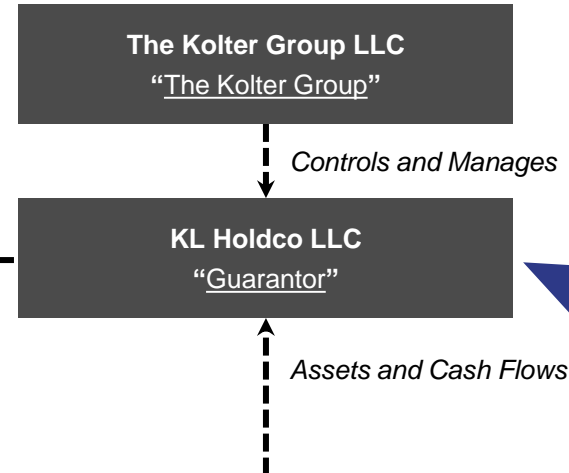 The Kolter Group LLC
“The Kolter Group”
Controls and Manages
KL Holdco LLC
“Guarantor”
Assets and Cash Flows